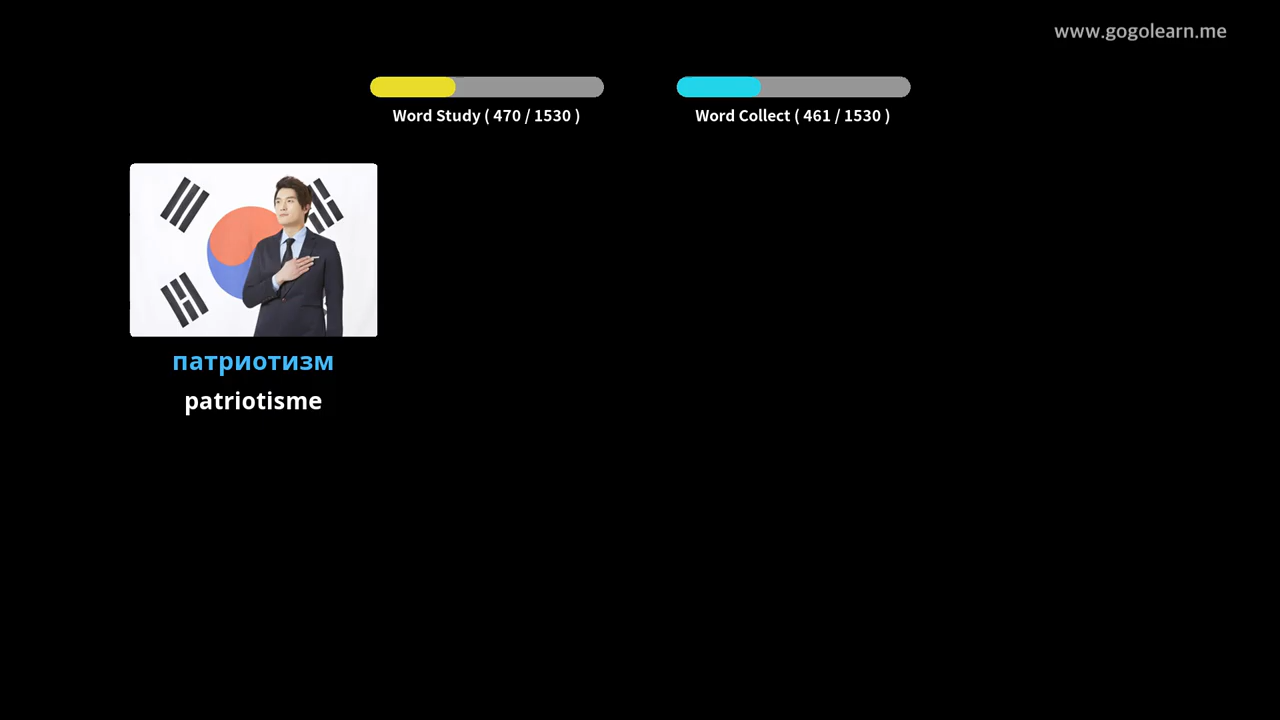 www.gogolearn.me
Word Study ( 470 / 1530 )
Word Collect ( 461 / 1530 )
патриотизм
patriotisme